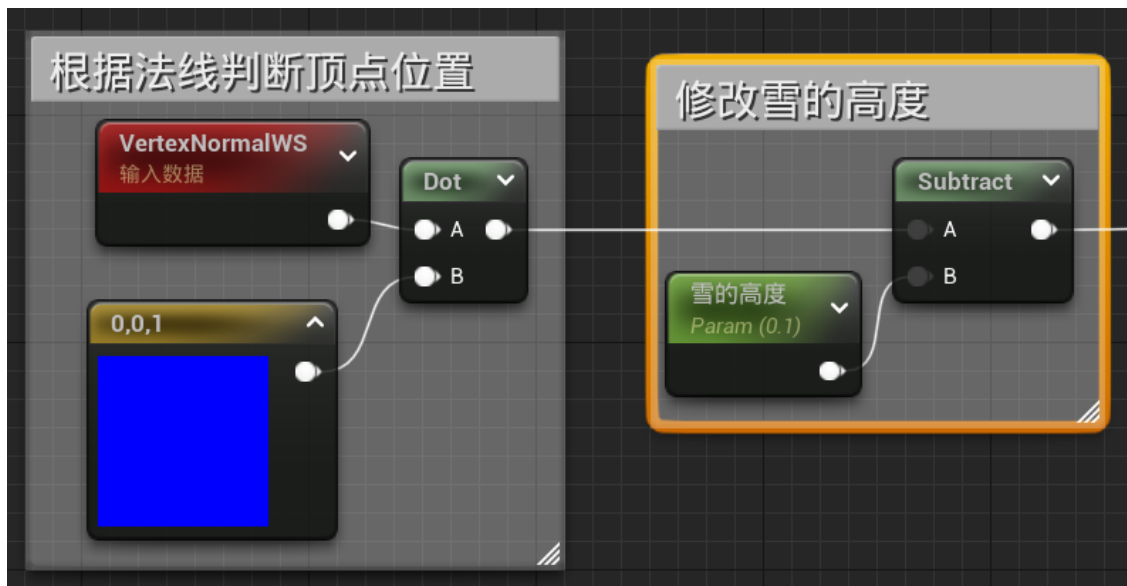 根据法线判断顶点位置
VertexNormalWS
输入数据
Dot
A
B
0,0,1
修改雪的高度
Subtract
A
B
雪的高度
Param (0.1)